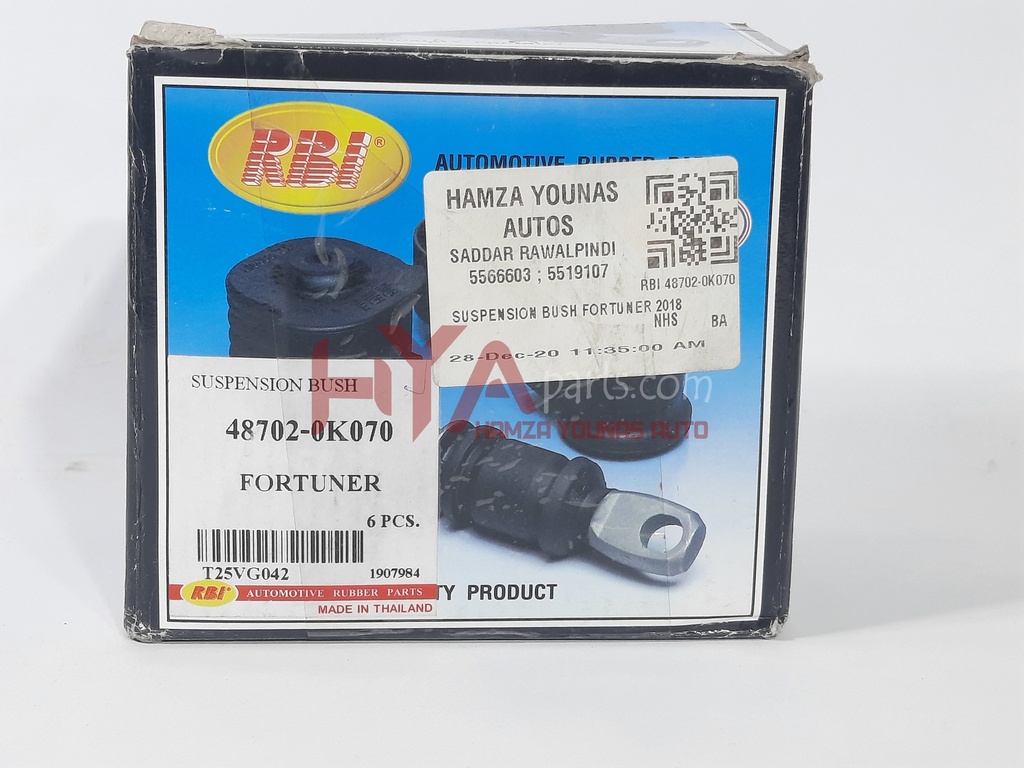 RBI®
AUTOMOTIVE RUBBER
HAMZA YOUNAS
AUTOS
SADDAR RAWALPINDI
5566603 ; 5519107
RBI 48702-0K070
SUSPENSION BUSH FORTUNER 2018
NHS BA
28-Dec-20 11:35:00 AM
HYAparts.com
HAMZA YOUNAS AUTO
SUSPENSION BUSH
48702-0K070
FORTUNER
6 PCS.
T25VG042 1907984
RBI® AUTOMOTIVE RUBBER PARTS
MADE IN THAILAND
TY PRODUCT